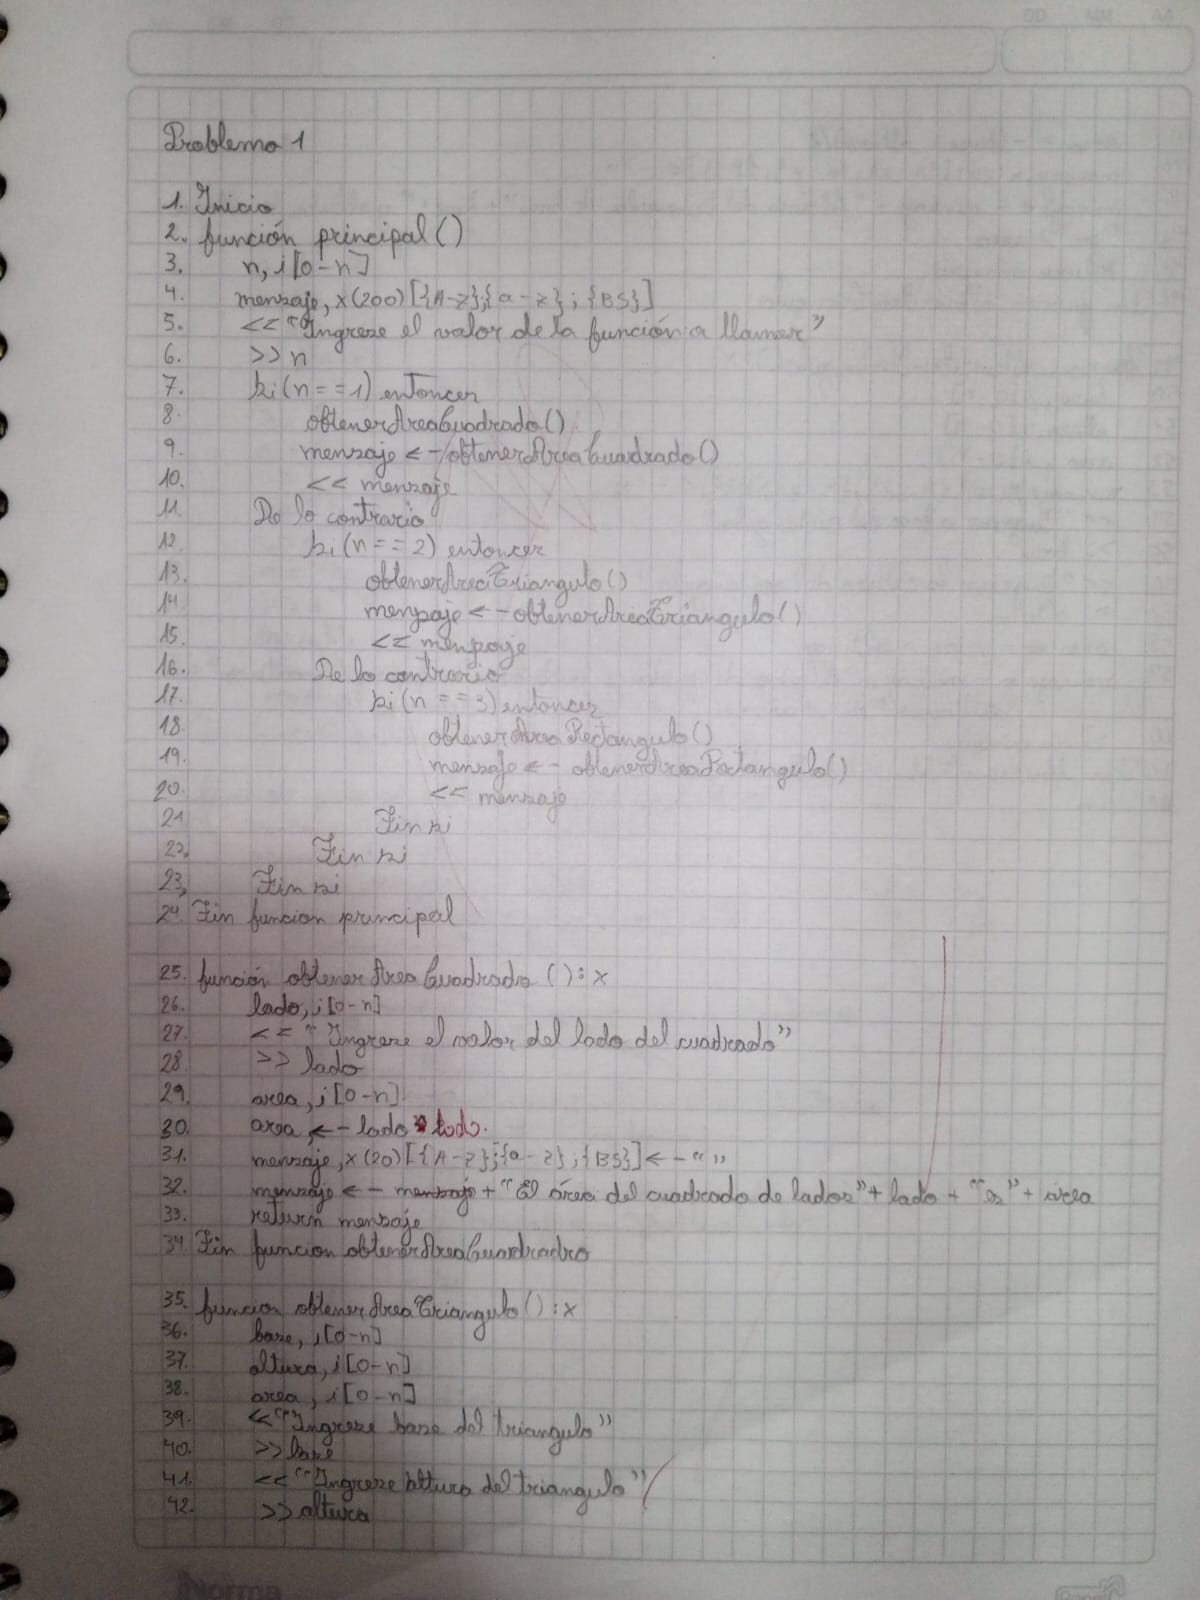 DD MM AA
Problema 1
1. Inicio
2. función principal()
3. n, i[0-n]
4. mensaje, x(200)[{A-Z};{a-z};{BS}]
5. << "Ingrese el valor de la función a llamar"
6. >> n
7. si(n==1) entonces
8. obtenerAreaCuadrado()
9. mensaje <- obtenerAreaCuadrado()
10. << mensaje
11. De lo contrario
12. si(n==2) entonces
13. obtenerAreaTriangulo()
14. mensaje <- obtenerAreaTriangulo()
15. << mensaje
16. De lo contrario
17. si(n==3) entonces
18. obtenerAreaRectangulo()
19. mensaje <- obtenerAreaRectangulo()
20. << mensaje
21 Fin si
22. Fin si
23. Fin si
24. Fin funcion principal
25. función obtenerAreaCuadrado():x
26. lado, i[0-n]
27. << "Ingrese el valor del lado del cuadrado"
28 >> lado
29. area, i[0-n]
30. area, <- lado * lado.
31. mensaje, x(20)[{A-Z};{a-z};{BS}] <- " "
32. mensaje <- mensaje + "El área del cuadrado de lados" + lado + "es" + área
33. return mensaje
34. Fin funcion obtenerAreaCuadradro
35. funcion obtenerAreaTriangulo():x
36. base, i[0-n]
37. altura, i[0-n]
38. area, i[0-n]
39. << "Ingrese base del triangulo"
40. >> base
41. << "Ingrese altura del triangulo"
42. >> altura
Norma